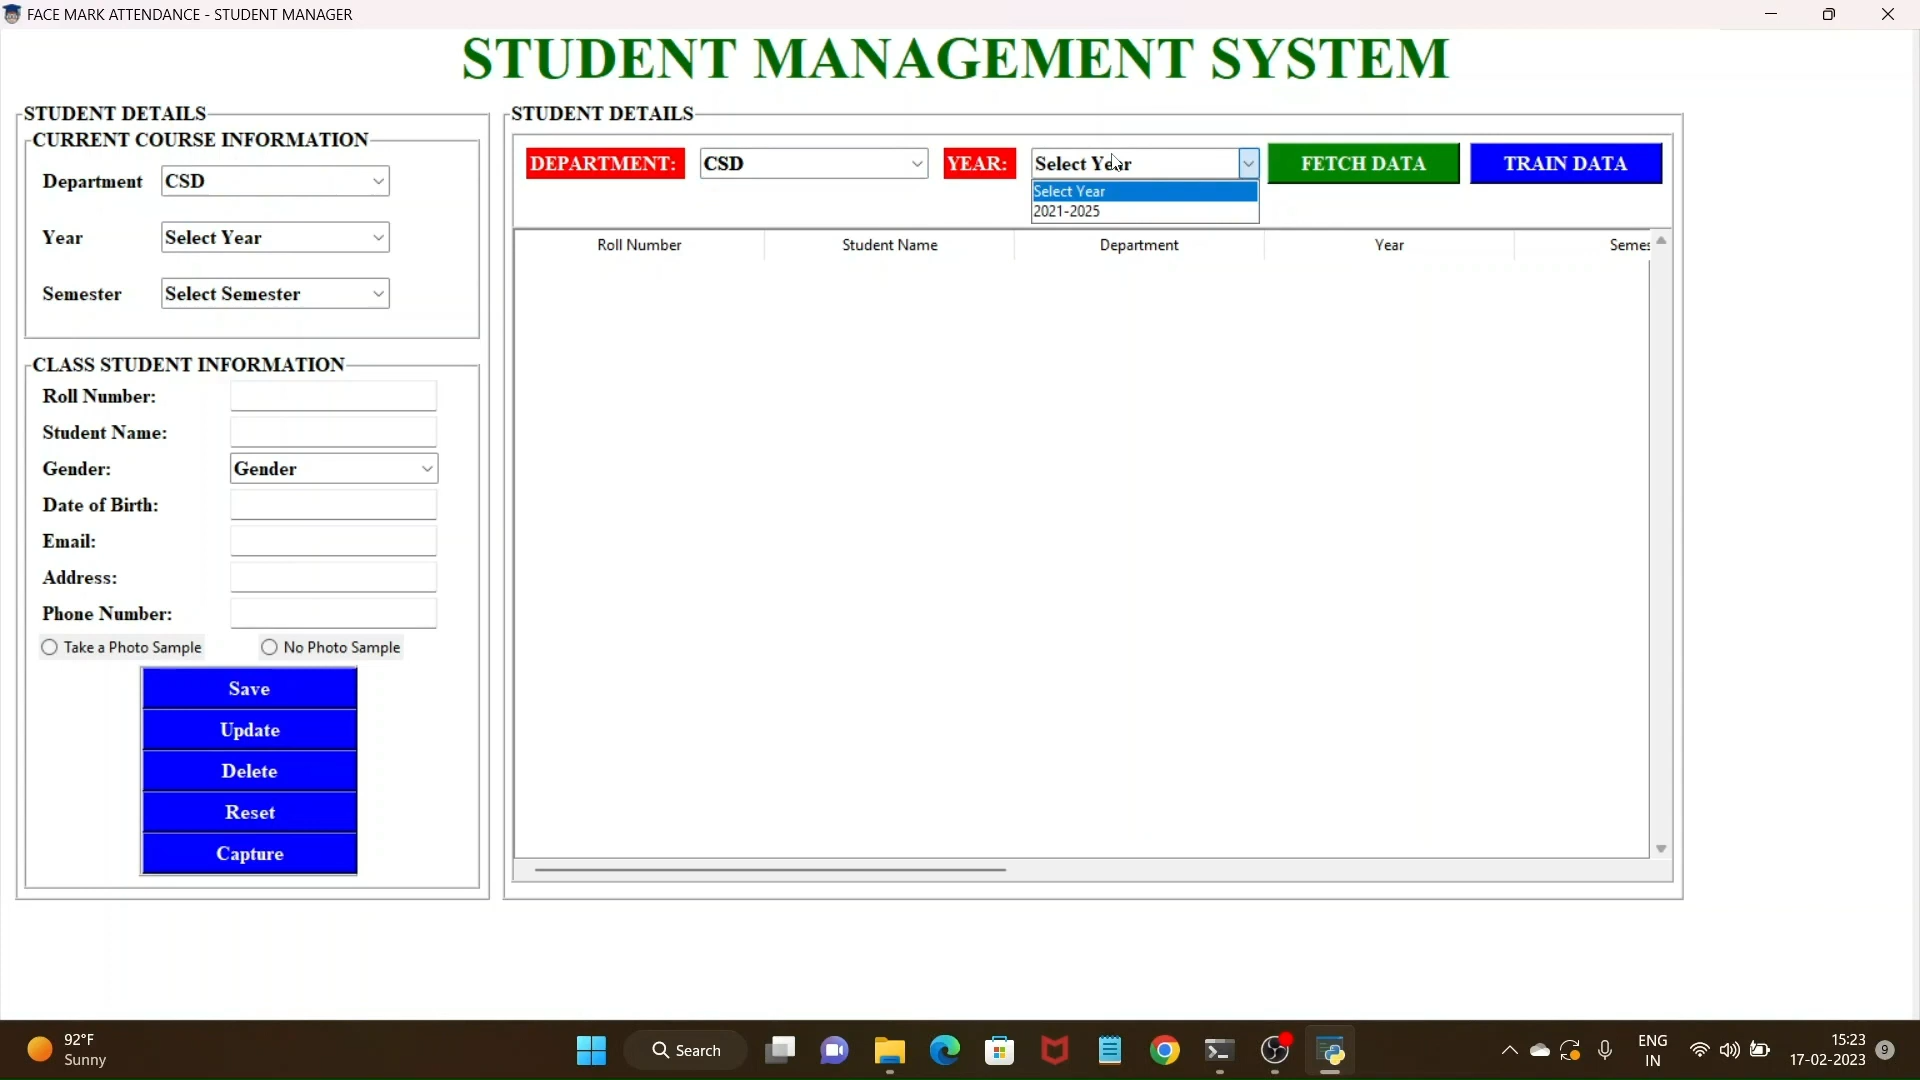 FACE MARK ATTENDANCE - STUDENT MANAGER
STUDENT MANAGEMENT SYSTEM
STUDENT DETAILS
CURRENT COURSE INFORMATION
Department CSD
Year Select Year
Semester Select Semester
CLASS STUDENT INFORMATION
Roll Number:
Student Name:
Gender: Gender
Date of Birth:
Email:
Address:
Phone Number:
Take a Photo Sample No Photo Sample
Save
Update
Delete
Reset
Capture
STUDENT DETAILS
DEPARTMENT: CSD YEAR: Select Year FETCH DATA TRAIN DATA
Select Year
2021-2025
Roll Number Student Name Department Year Semes
92°F
Sunny
Search
ENG
IN
15:23
17-02-2023
9